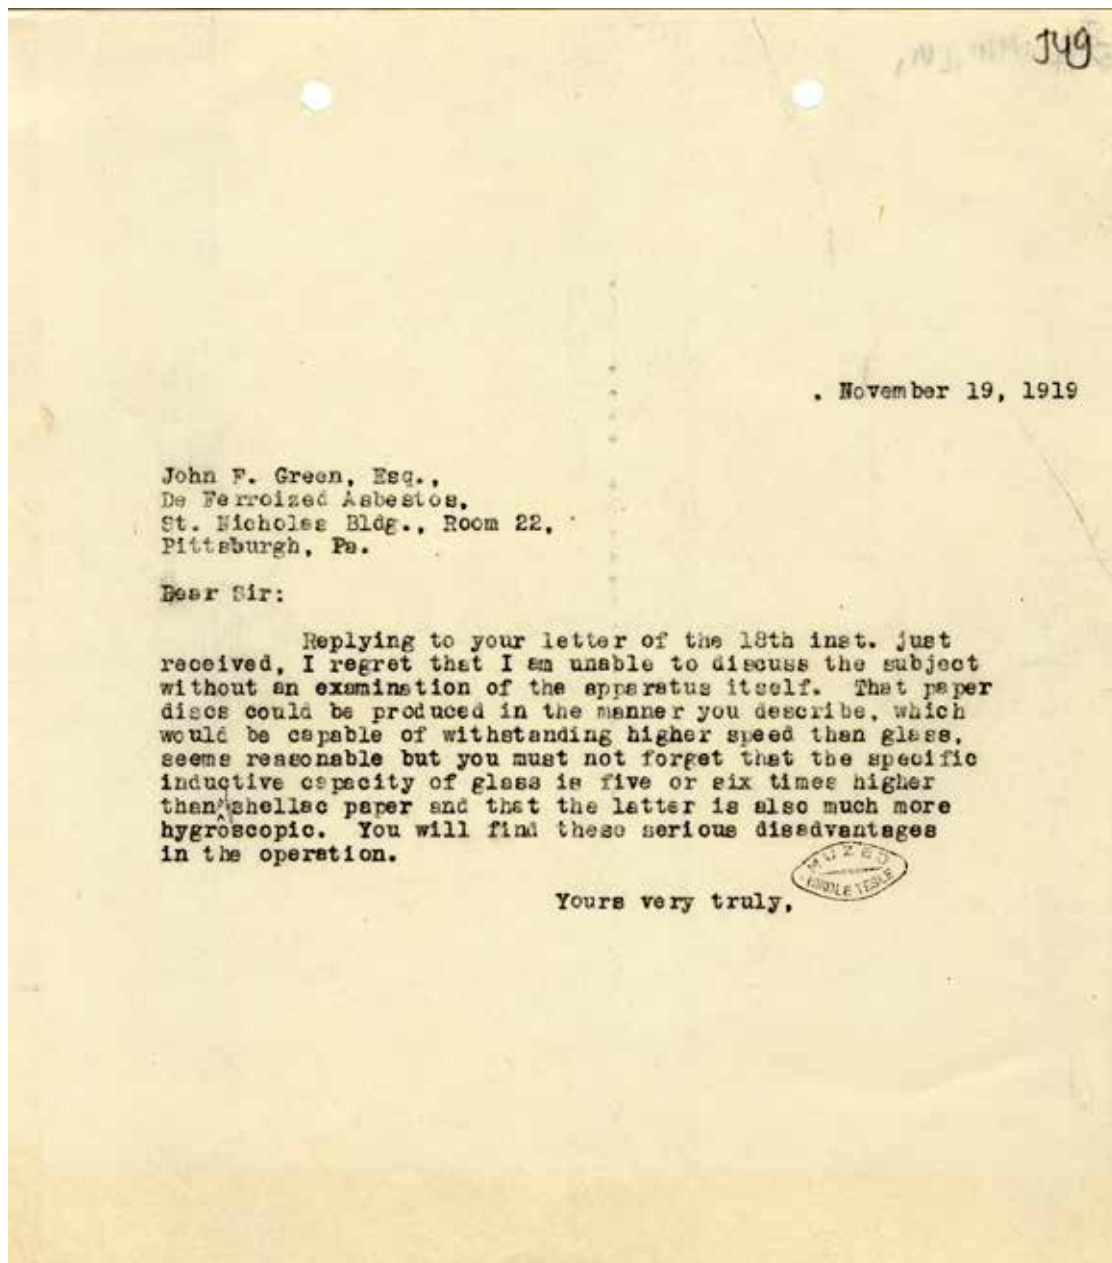 149
. November 19, 1919
John F. Green, Esq.,
De Ferroized Asbestos,
St. Nicholas Bldg., Room 22,
Pittsburgh, Pa.
Dear Sir:
Replying to your letter of the 18th inst. just
received, I regret that I am unable to discuss the subject
without an examination of the apparatus itself. That paper
discs could be produced in the manner you describe, which
would be capable of withstanding higher speed than glass,
seems reasonable but you must not forget that the specific
inductive capacity of glass is five or six times higher
than shellac paper and that the latter is also much more
hygroscopic. You will find these serious disadvantages
in the operation.
MUZEJ
NIKOLE TESLE
Yours very truly,